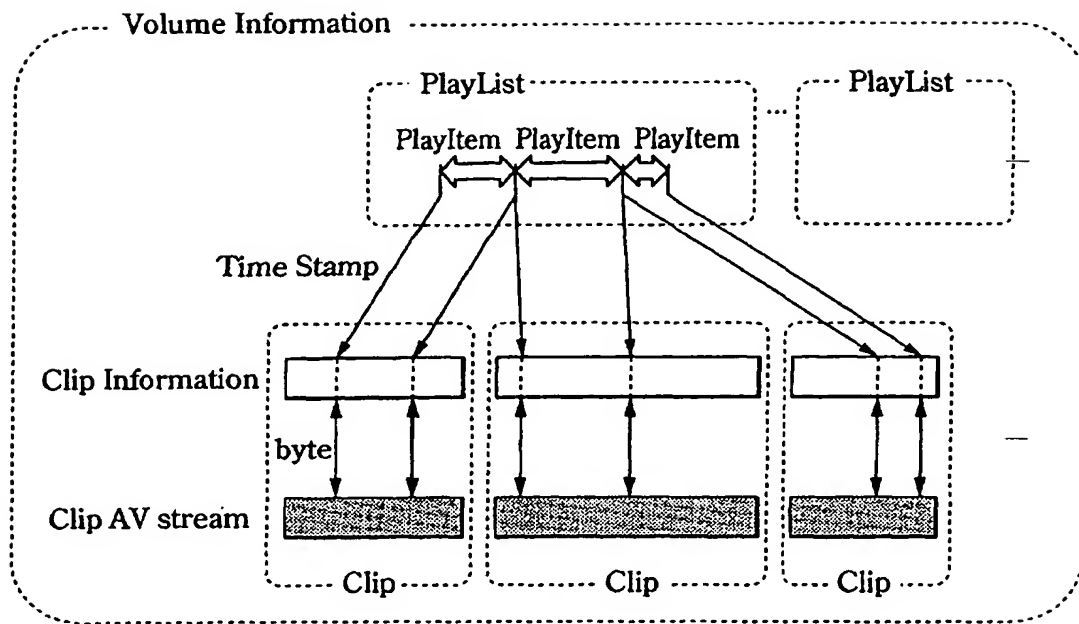 Volume Information
PlayList
...
PlayList
PlayItem PlayItem PlayItem
Time Stamp
Clip Information
byte
Clip AV stream
Clip
Clip
Clip